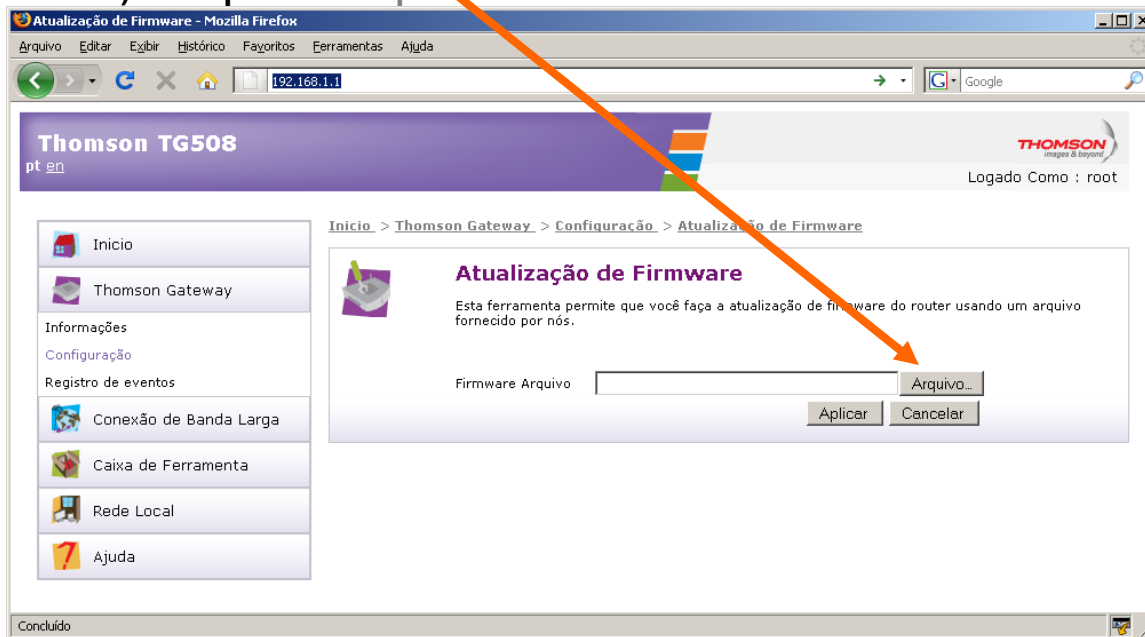 Atualização de Firmware - Mozilla Firefox
Arquivo Editar Exibir Histórico Favoritos Ferramentas Ajuda
192.168.1.1
G Google
Thomson TG508
pt en
THOMSON
images & beyond
Logado Como : root
Inicio > Thomson Gateway > Configuração > Atualização de Firmware
Inicio
Thomson Gateway
Informações
Configuração
Registro de eventos
Conexão de Banda Larga
Caixa de Ferramenta
Rede Local
Ajuda
Atualização de Firmware
Esta ferramenta permite que você faça a atualização de firmware do router usando um arquivo
fornecido por nós.
Firmware Arquivo
Arquivo...
Aplicar Cancelar
Concluído